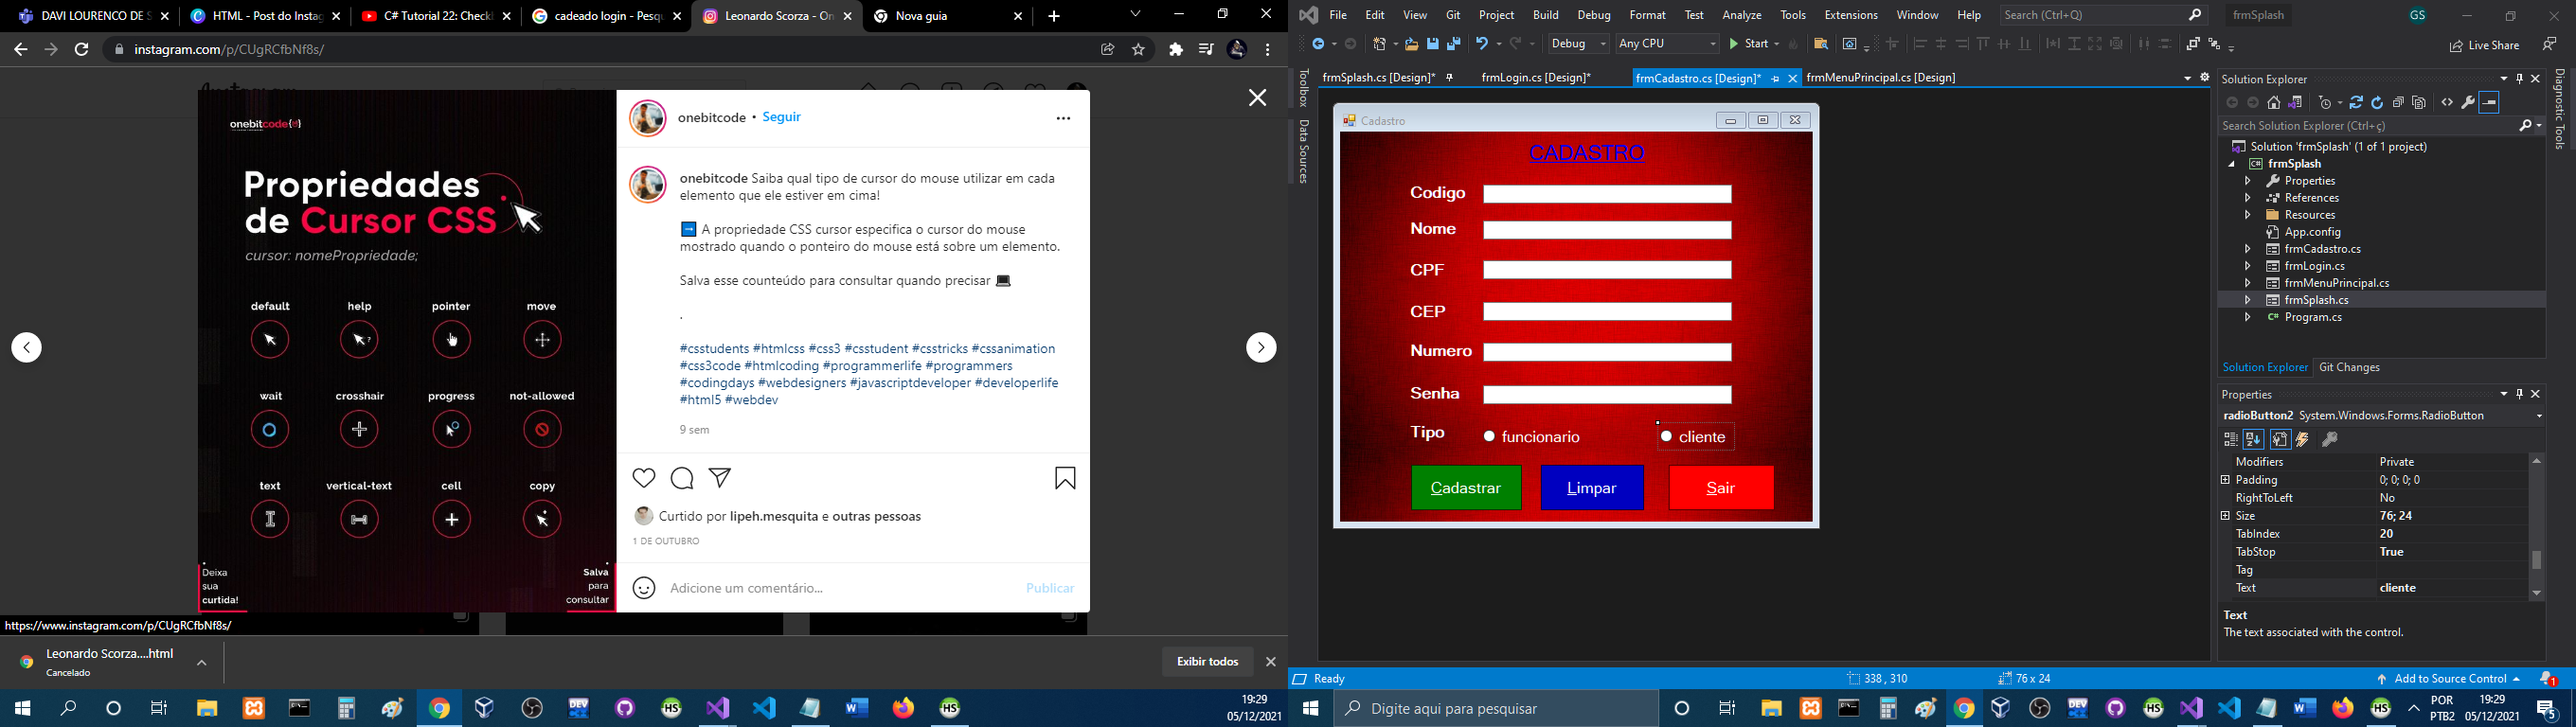 DAVI LOURENCO DE S
HTML - Post do Instag
C# Tutorial 22: Checkl
cadeado login - Pesqu
Leonardo Scorza - On
Nova guia
instagram.com/p/CUgRCfbNf8s/
onebitcode
Propriedades
de Cursor CSS
cursor: nomePropriedade;
default
help
pointer
move
wait
crosshair
progress
not-allowed
text
vertical-text
cell
copy
Deixa
sua
curtida!
Salva
para
consultar
onebitcode • Seguir
onebitcode Saiba qual tipo de cursor do mouse utilizar em cada
elemento que ele estiver em cima!
➡ A propriedade CSS cursor especifica o cursor do mouse
mostrado quando o ponteiro do mouse está sobre um elemento.
Salva esse counteúdo para consultar quando precisar 💻
.
#csstudents #htmlcss #css3 #csstudent #csstricks #cssanimation
#css3code #htmlcoding #programmerlife #programmers
#codingdays #webdesigners #javascriptdeveloper #developerlife
#html5 #webdev
9 sem
Curtido por lipeh.mesquita e outras pessoas
1 DE OUTUBRO
Adicione um comentário...
Publicar
https://www.instagram.com/p/CUgRCfbNf8s/
Leonardo Scorza....html
Cancelado
Exibir todos
19:29
05/12/2021
File Edit View Git Project Build Debug Format Test Analyze Tools Extensions Window Help
Search (Ctrl+Q)
frmSplash
GS
Debug
Any CPU
Start
Live Share
Toolbox
Data Sources
frmSplash.cs [Design]*
frmLogin.cs [Design]*
frmCadastro.cs [Design]*
frmMenuPrincipal.cs [Design]
Cadastro
CADASTRO
Codigo
Nome
CPF
CEP
Numero
Senha
Tipo
funcionario
cliente
Cadastrar
Limpar
Sair
Solution Explorer
Search Solution Explorer (Ctrl+ç)
Solution 'frmSplash' (1 of 1 project)
frmSplash
Properties
References
Resources
App.config
frmCadastro.cs
frmLogin.cs
frmMenuPrincipal.cs
frmSplash.cs
Program.cs
Solution Explorer
Git Changes
Diagnostic Tools
Properties
radioButton2 System.Windows.Forms.RadioButton
Modifiers Private
Padding 0; 0; 0; 0
RightToLeft No
Size 76; 24
TabIndex 20
TabStop True
Tag
Text cliente
Text
The text associated with the control.
Ready
338 , 310
76 x 24
Add to Source Control
1
Digite aqui para pesquisar
POR
PTB2
19:29
05/12/2021
5